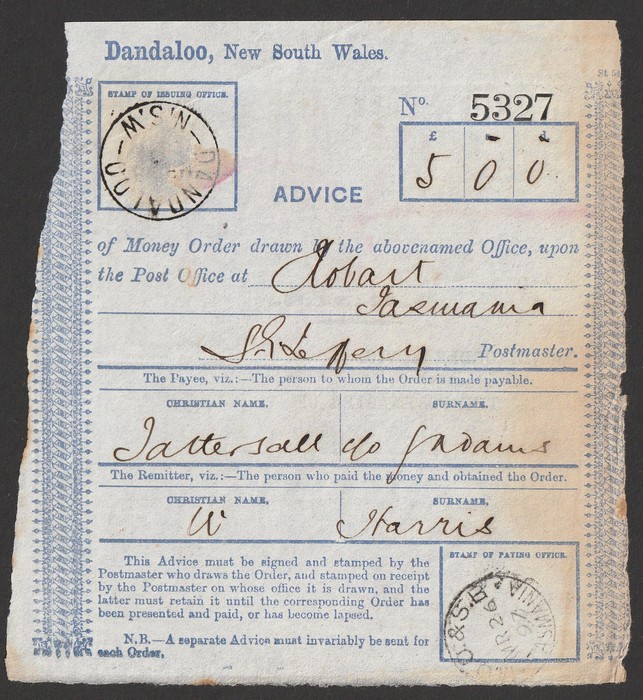 Dandaloo, New South Wales.
STAMP OF ISSUING OFFICE.
DANDALOO N.S.W
No. 5327
£ s d
5 0 0
ADVICE
of Money Order drawn by the abovenamed Office, upon
the Post Office at Hobart
Tasmania
Postmaster.
The Payee, viz.:—The person to whom the Order is made payable.
CHRISTIAN NAME. SURNAME.
Tattersall c/o G Adams
The Remitter, viz.:—The person who paid the money and obtained the Order.
CHRISTIAN NAME. SURNAME.
W Harris
This Advice must be signed and stamped by the
Postmaster who draws the Order, and stamped on receipt
by the Postmaster on whose office it is drawn, and the
latter must retain it until the corresponding Order has
been presented and paid, or has become lapsed.
N.B.—A separate Advice must invariably be sent for
each Order.
STAMP OF PAYING OFFICE.
MR 26
97